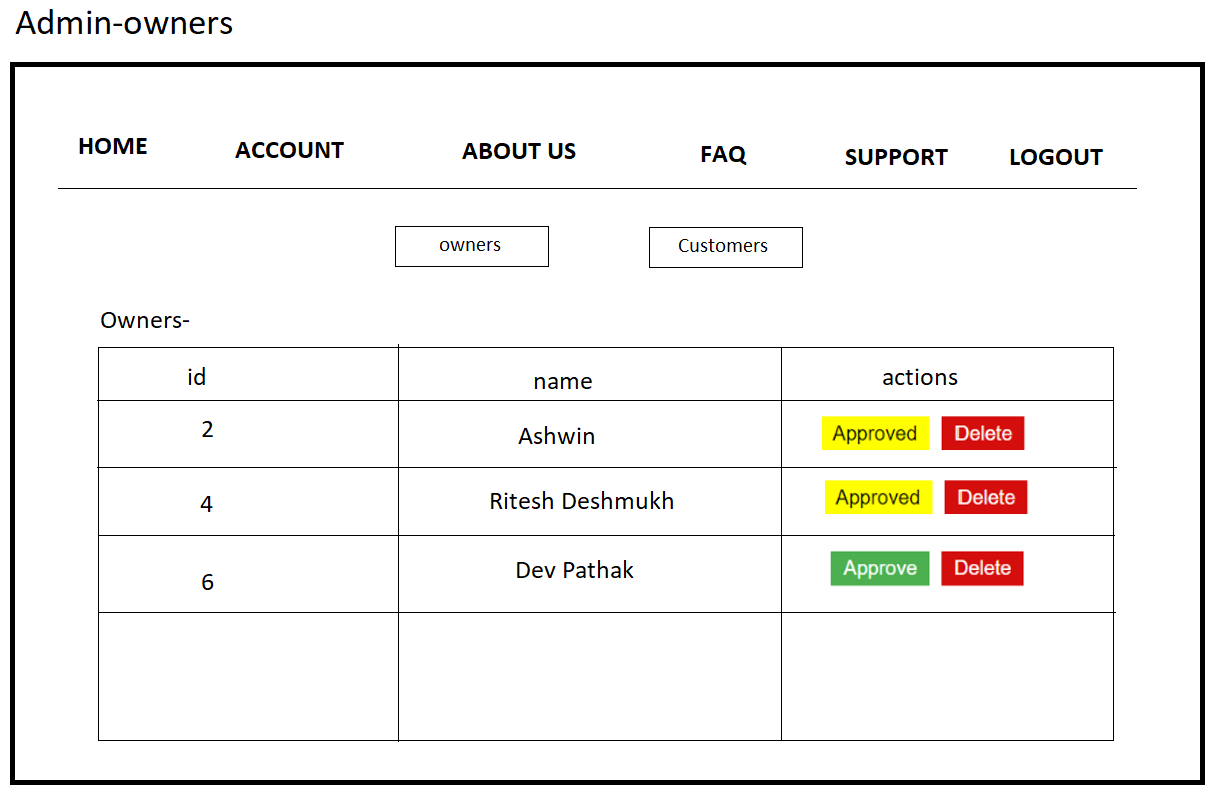 Admin-owners
HOME ACCOUNT ABOUT US FAQ SUPPORT LOGOUT
owners Customers
Owners-
id name actions
2 Ashwin Approved Delete
4 Ritesh Deshmukh Approved Delete
6 Dev Pathak Approve Delete